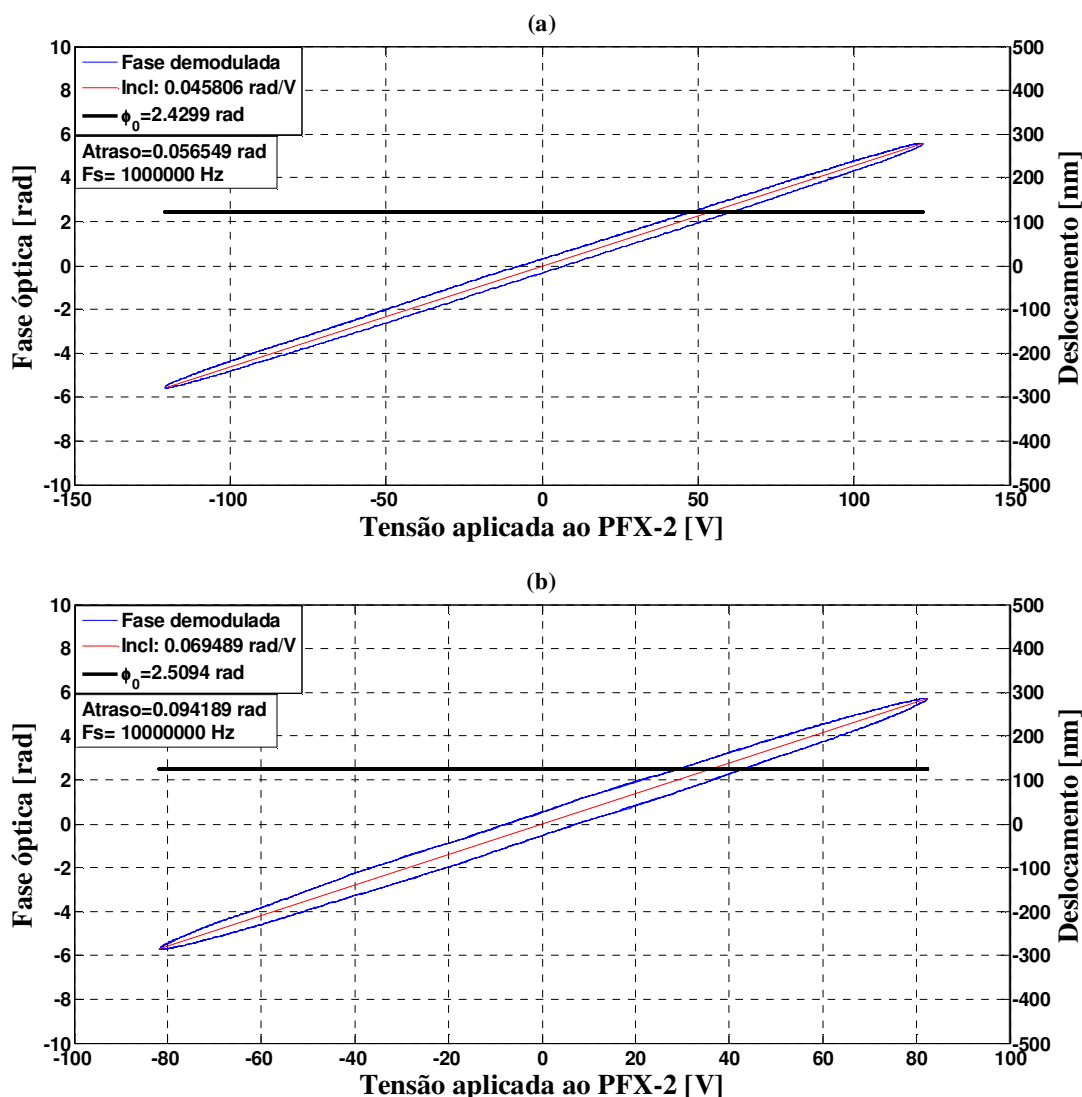 (a)
Fase demodulada
Incl: 0.045806 rad/V
ϕ0=2.4299 rad
Atraso=0.056549 rad
Fs= 1000000 Hz
Fase óptica [rad]
10
8
6
4
2
0
-2
-4
-6
-8
-10
Deslocamento [nm]
500
400
300
200
100
0
-100
-200
-300
-400
-500
-150 -100 -50 0 50 100 150
Tensão aplicada ao PFX-2 [V]
(b)
Fase demodulada
Incl: 0.069489 rad/V
ϕ0=2.5094 rad
Atraso=0.094189 rad
Fs= 10000000 Hz
Fase óptica [rad]
10
8
6
4
2
0
-2
-4
-6
-8
-10
Deslocamento [nm]
500
400
300
200
100
0
-100
-200
-300
-400
-500
-100 -80 -60 -40 -20 0 20 40 60 80 100
Tensão aplicada ao PFX-2 [V]